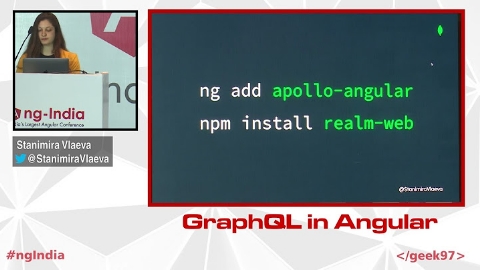 ng-India
India's Largest Angular Conference
Stanimira Vlaeva
@StanimiraVlaeva
ng add apollo-angular
npm install realm-web
@StanimiraVlaeva
GraphQL in Angular
#ngIndia
</geek97>